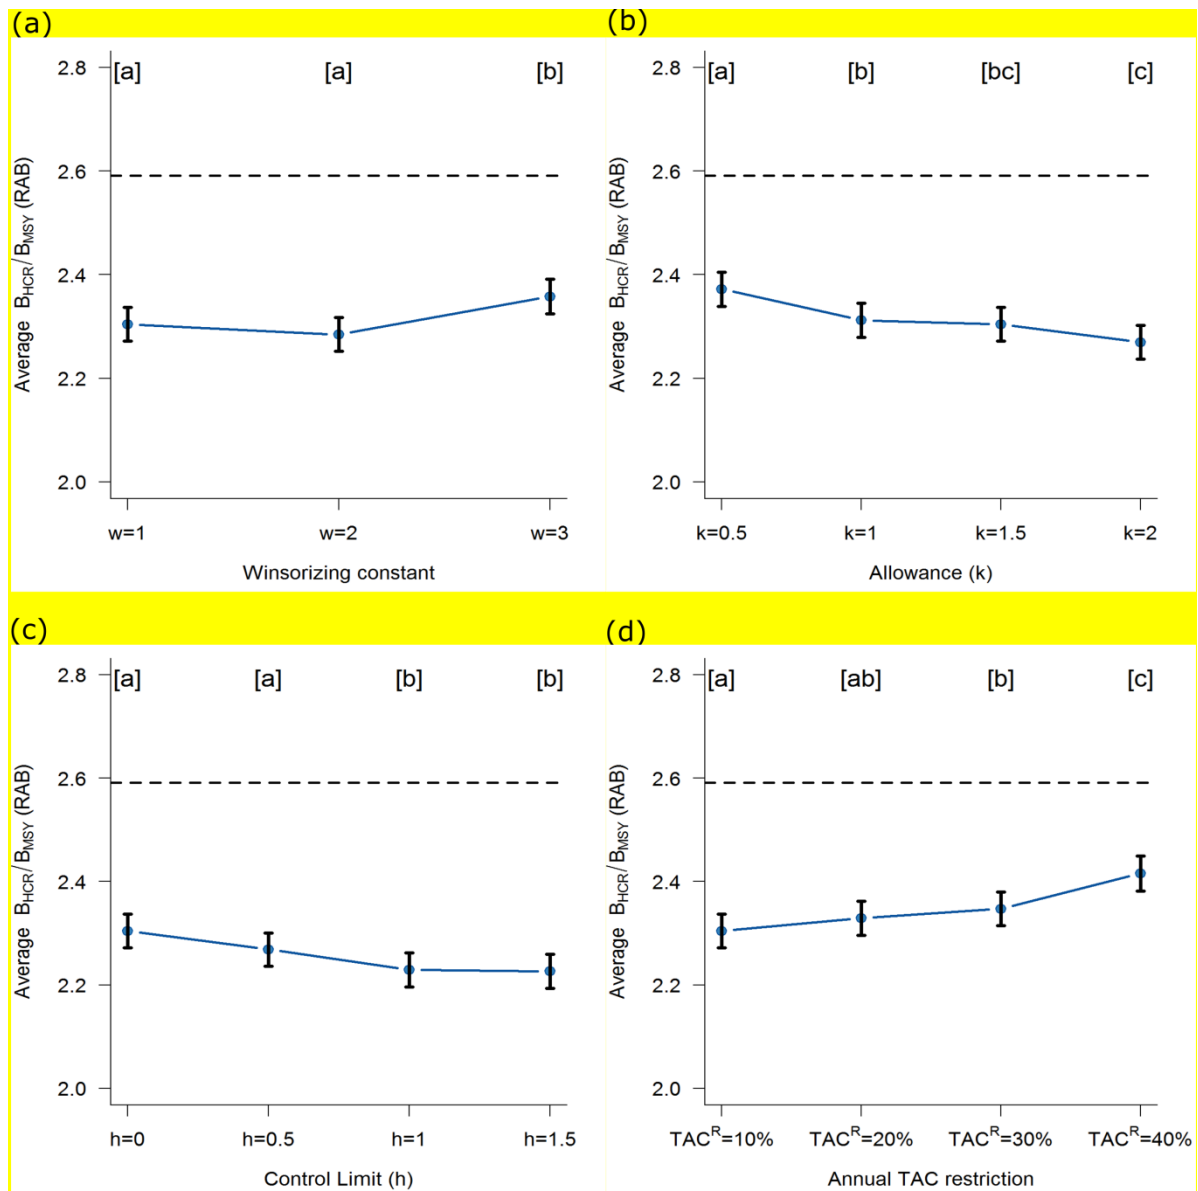 (a)
[a] [a] [b]
2.8
2.6
2.4
2.2
2.0
Average B_HCR/B_MSY (RAB)
w=1 w=2 w=3
Winsorizing constant
(b)
[a] [b] [bc] [c]
2.8
2.6
2.4
2.2
2.0
Average B_HCR/B_MSY (RAB)
k=0.5 k=1 k=1.5 k=2
Allowance (k)
(c)
[a] [a] [b] [b]
2.8
2.6
2.4
2.2
2.0
Average B_HCR/B_MSY (RAB)
h=0 h=0.5 h=1 h=1.5
Control Limit (h)
(d)
[a] [ab] [b] [c]
2.8
2.6
2.4
2.2
2.0
Average B_HCR/B_MSY (RAB)
TAC^R=10% TAC^R=20% TAC^R=30% TAC^R=40%
Annual TAC restriction